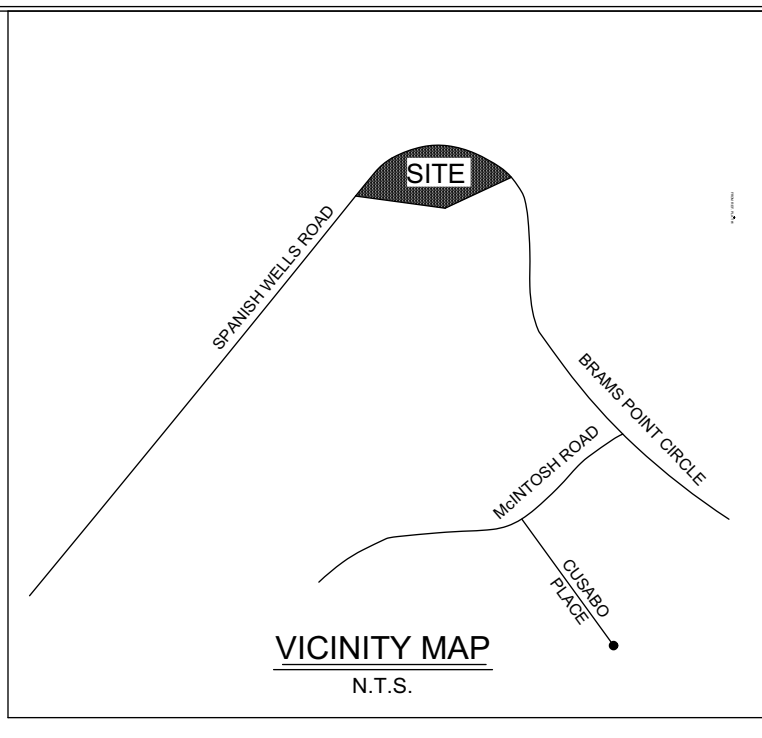 SITE
SPANISH WELLS ROAD
BRAMS POINT CIRCLE
McINTOSH ROAD
CUSABO
PLACE
VICINITY MAP
N.T.S.